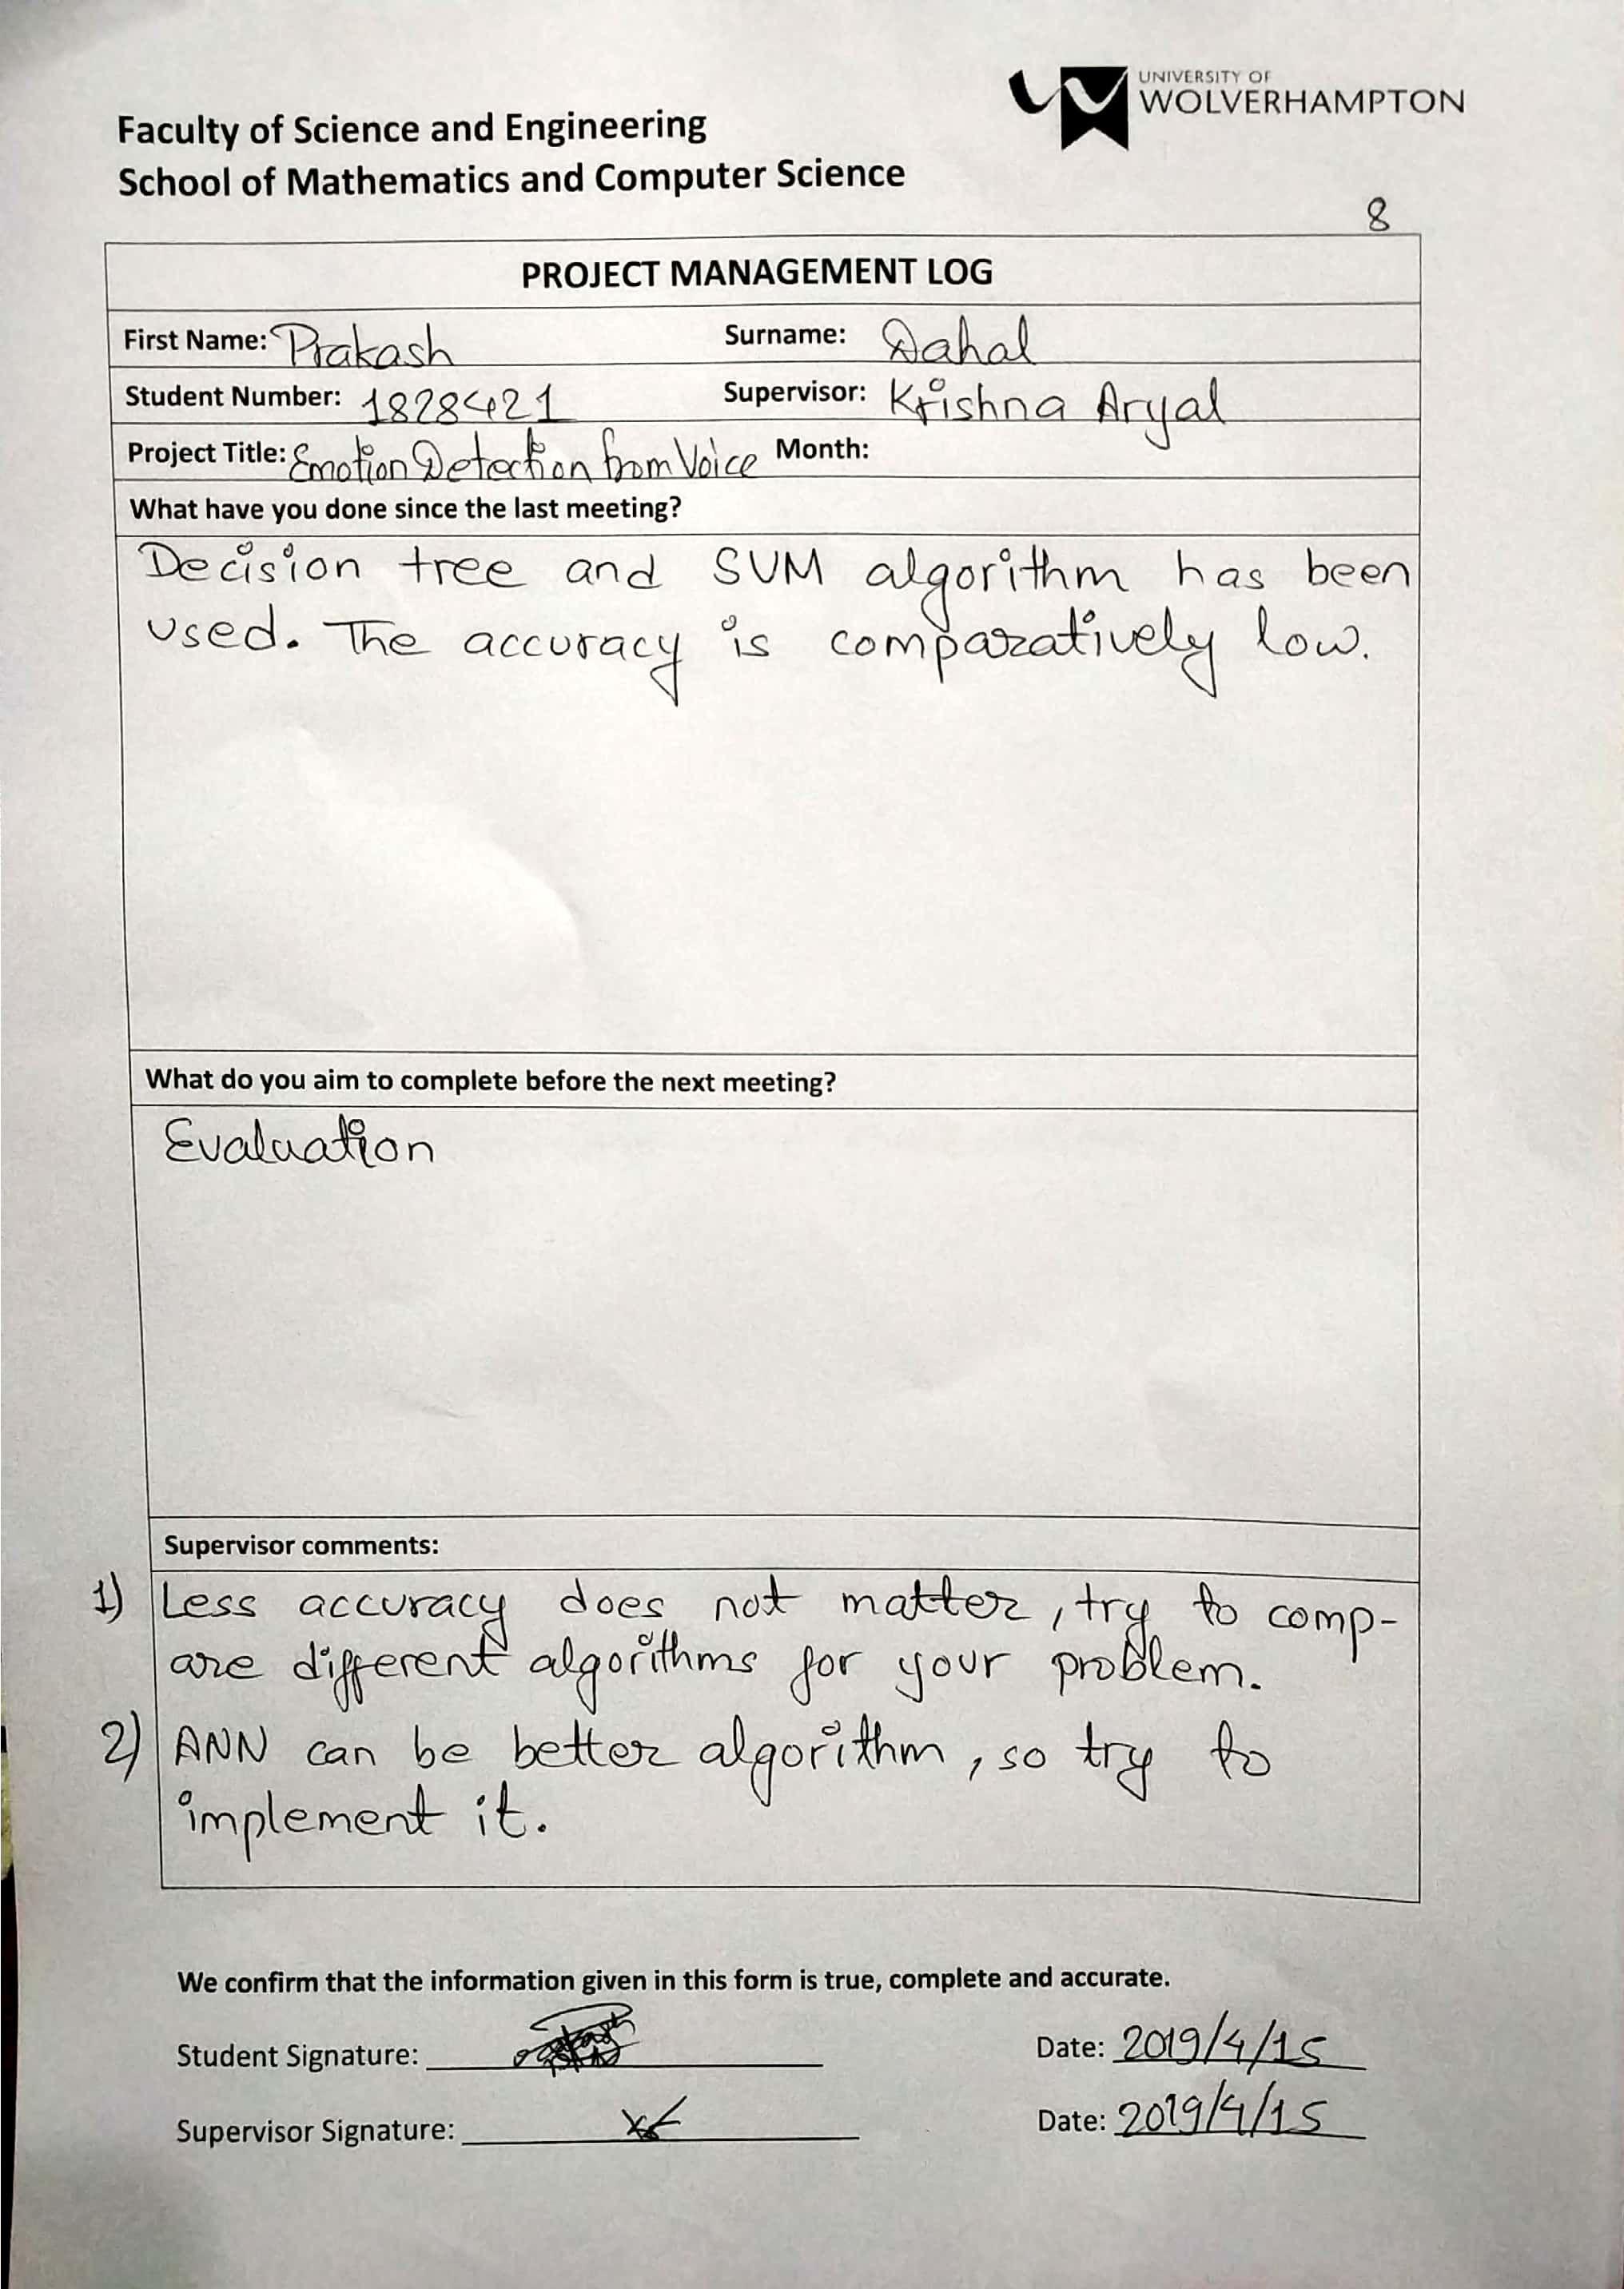 UNIVERSITY OF
WOLVERHAMPTON
Faculty of Science and Engineering
School of Mathematics and Computer Science
8
PROJECT MANAGEMENT LOG
First Name: Prakash Surname: Dahal
Student Number: 1828421 Supervisor: Krishna Aryal
Project Title: Emotion Detection from Voice Month:
What have you done since the last meeting?
Decision tree and SVM algorithm has been
used. The accuracy is comparatively low.
What do you aim to complete before the next meeting?
Evaluation
Supervisor comments:
1) Less accuracy does not matter, try to comp-
are different algorithms for your problem.
2) ANN can be better algorithm, so try to
implement it.
We confirm that the information given in this form is true, complete and accurate.
Student Signature: Date: 2019/4/15
Supervisor Signature: Date: 2019/4/15